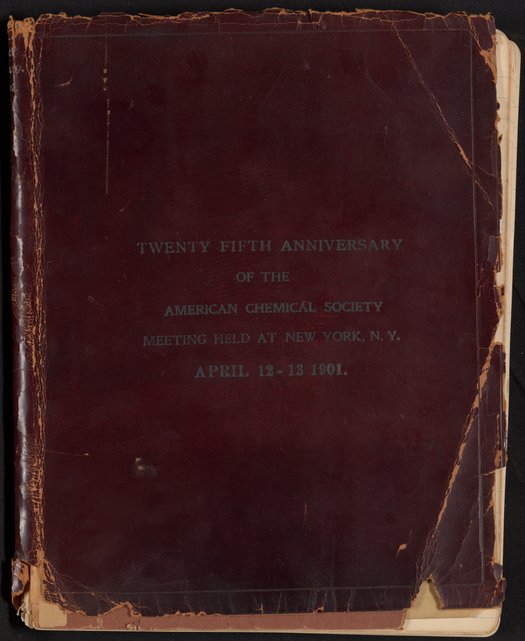 TWENTY FIFTH ANNIVERSARY
OF THE
AMERICAN CHEMICAL SOCIETY
MEETING HELD AT NEW YORK, N. Y.
APRIL 12-13 1901.